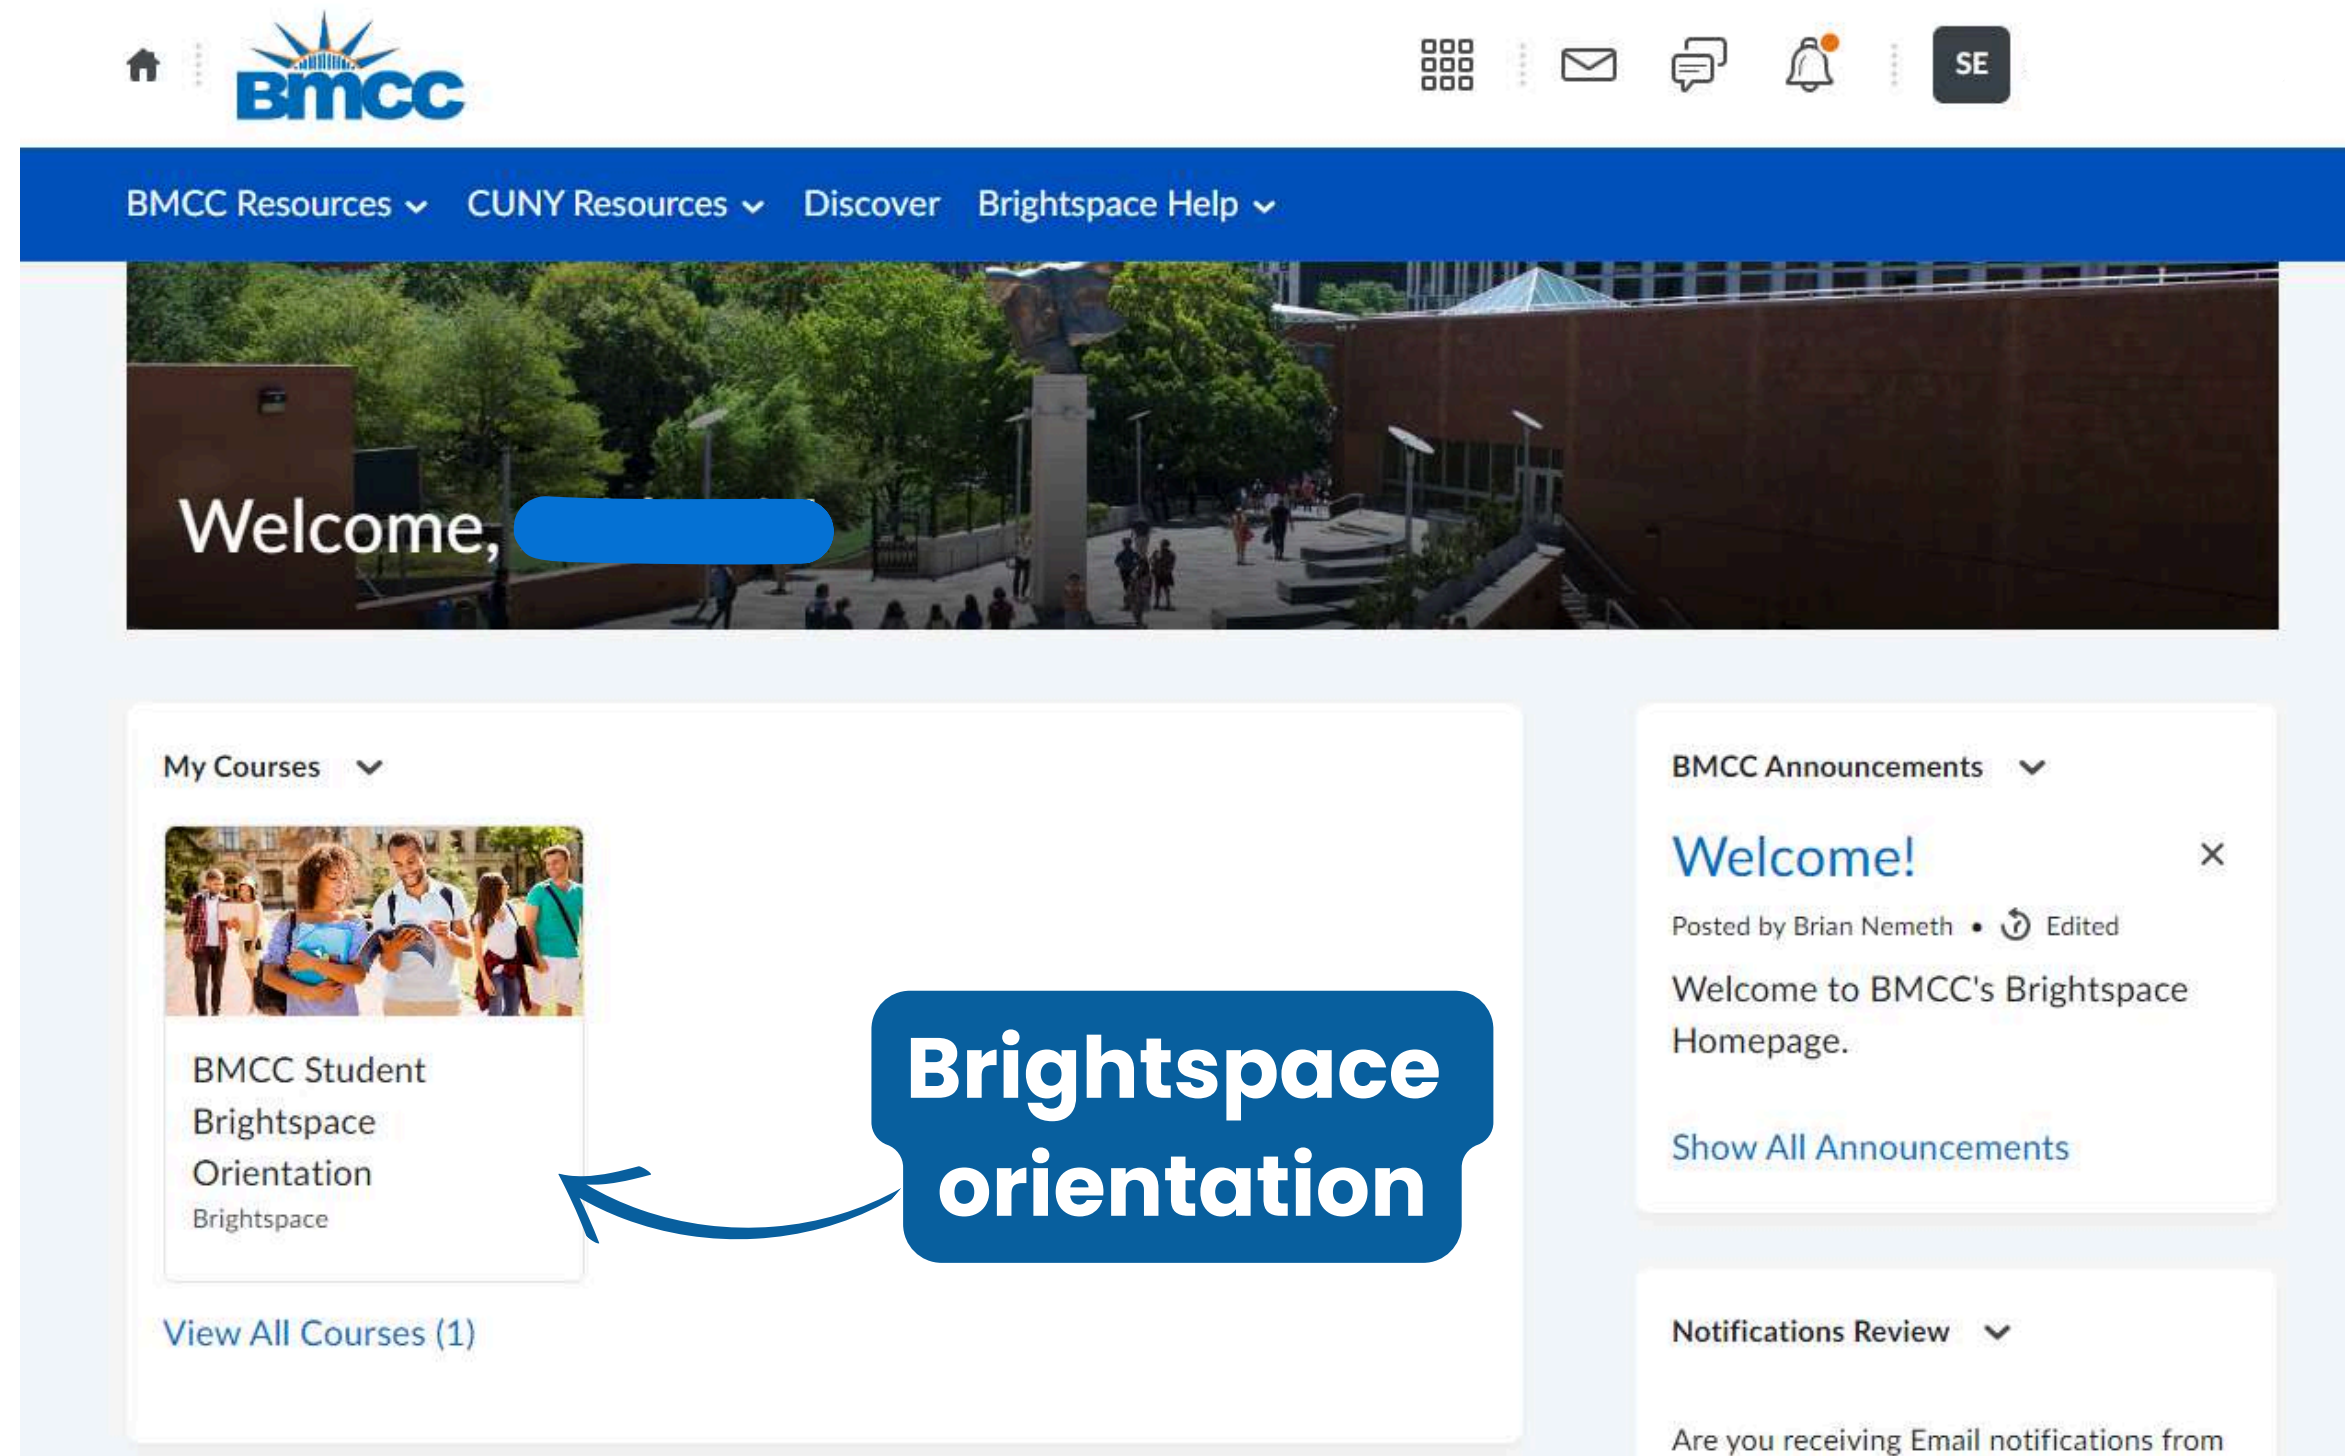 BMCC
SE
BMCC Resources CUNY Resources Discover Brightspace Help
Welcome,
My Courses
BMCC Student
Brightspace
Orientation
Brightspace
View All Courses (1)
Brightspace
orientation
BMCC Announcements
Welcome!
Posted by Brian Nemeth • Edited
Welcome to BMCC's Brightspace
Homepage.
Show All Announcements
Notifications Review
Are you receiving Email notifications from